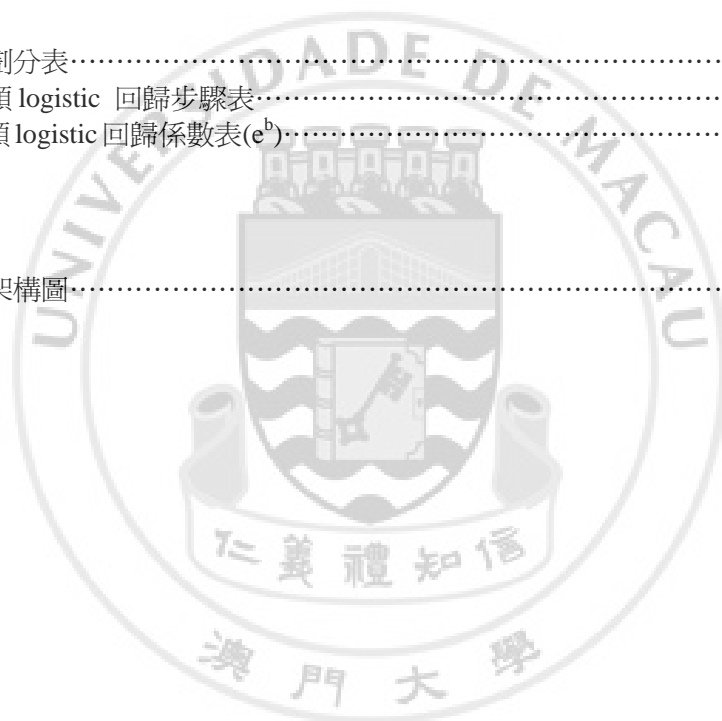 劃分表……………………………………………………………
類 logistic 回歸步驟表……………………………………………
類 logistic 回歸係數表(e^b)…………………………………………
架構圖……………………………………………………………
UNIVERSIDADE DE MACAU
仁義禮知信
澳門大學